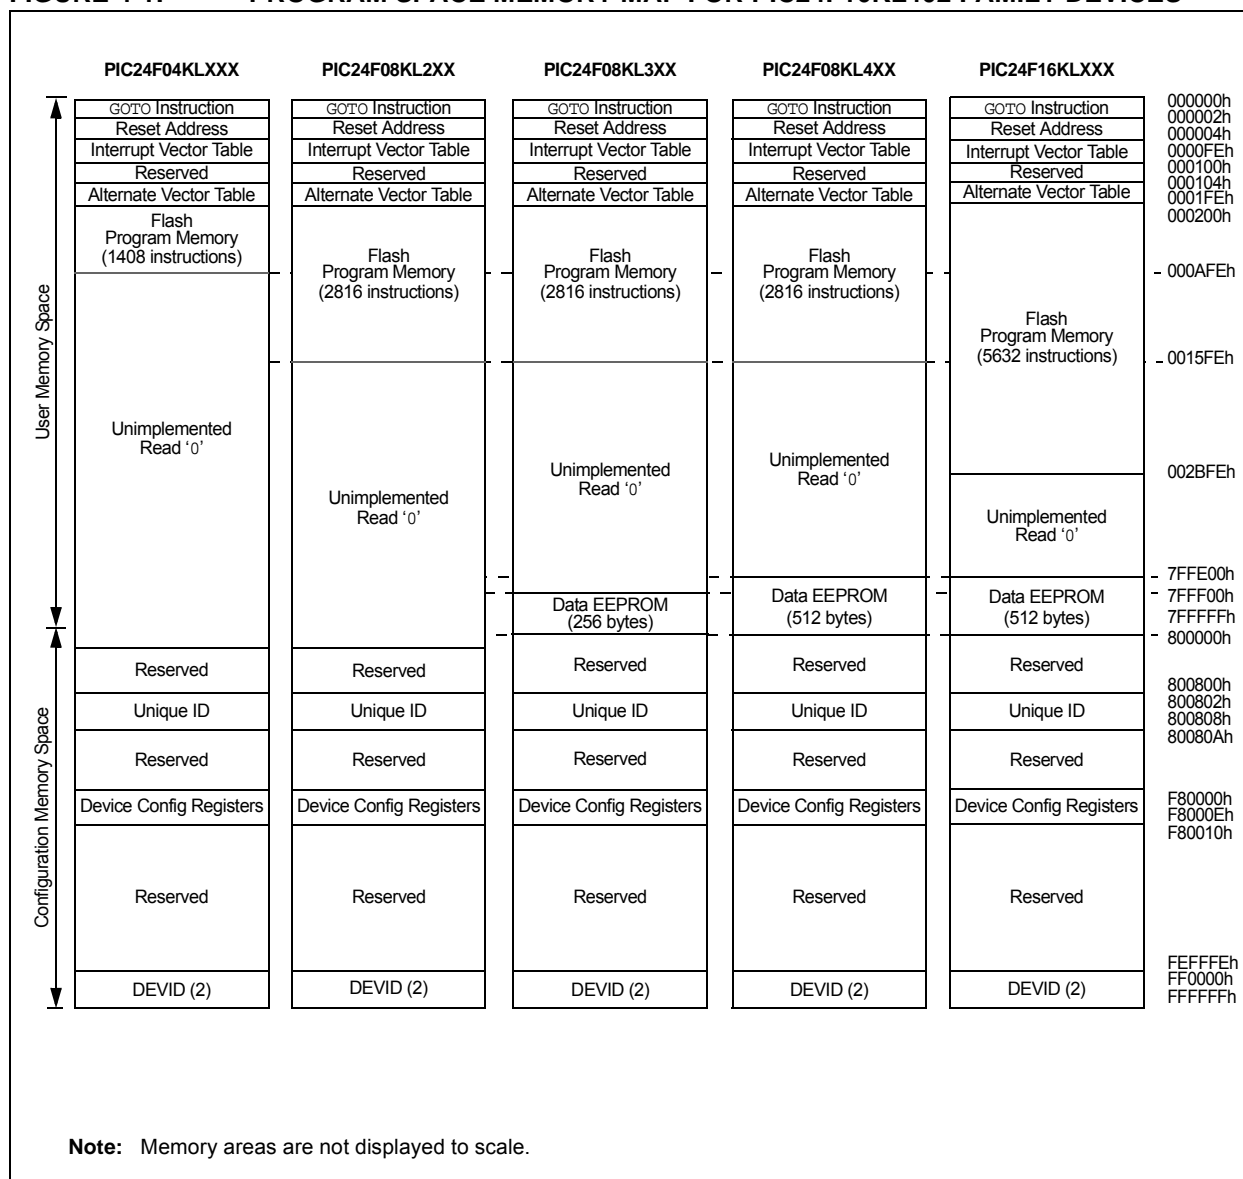 PIC24F04KLXXX PIC24F08KL2XX PIC24F08KL3XX PIC24F08KL4XX PIC24F16KLXXX
GOTO Instruction GOTO Instruction GOTO Instruction GOTO Instruction GOTO Instruction 000000h
Reset Address Reset Address Reset Address Reset Address Reset Address 000002h
000004h
Interrupt Vector Table Interrupt Vector Table Interrupt Vector Table Interrupt Vector Table Interrupt Vector Table 0000FEh
Reserved Reserved Reserved Reserved Reserved 000100h
000104h
Alternate Vector Table Alternate Vector Table Alternate Vector Table Alternate Vector Table Alternate Vector Table 0001FEh
000200h
Flash
Program Memory
(1408 instructions)
Flash Flash Flash
Program Memory Program Memory Program Memory 000AFEh
(2816 instructions) (2816 instructions) (2816 instructions)
Flash
Program Memory
(5632 instructions) 0015FEh
User Memory Space
Unimplemented
Read ‘0’
Unimplemented
Read ‘0’
Unimplemented
Read ‘0’
Unimplemented
Read ‘0’
002BFEh
Unimplemented
Read ‘0’
7FFE00h
Data EEPROM Data EEPROM Data EEPROM 7FFF00h
(256 bytes) (512 bytes) (512 bytes) 7FFFFFh
800000h
Reserved Reserved Reserved Reserved Reserved
800800h
Unique ID Unique ID Unique ID Unique ID Unique ID 800802h
800808h
80080Ah
Configuration Memory Space
Reserved Reserved Reserved Reserved Reserved
Device Config Registers Device Config Registers Device Config Registers Device Config Registers Device Config Registers F80000h
F8000Eh
F80010h
Reserved Reserved Reserved Reserved Reserved
FEFFFEh
DEVID (2) DEVID (2) DEVID (2) DEVID (2) DEVID (2) FF0000h
FFFFFFh
Note: Memory areas are not displayed to scale.